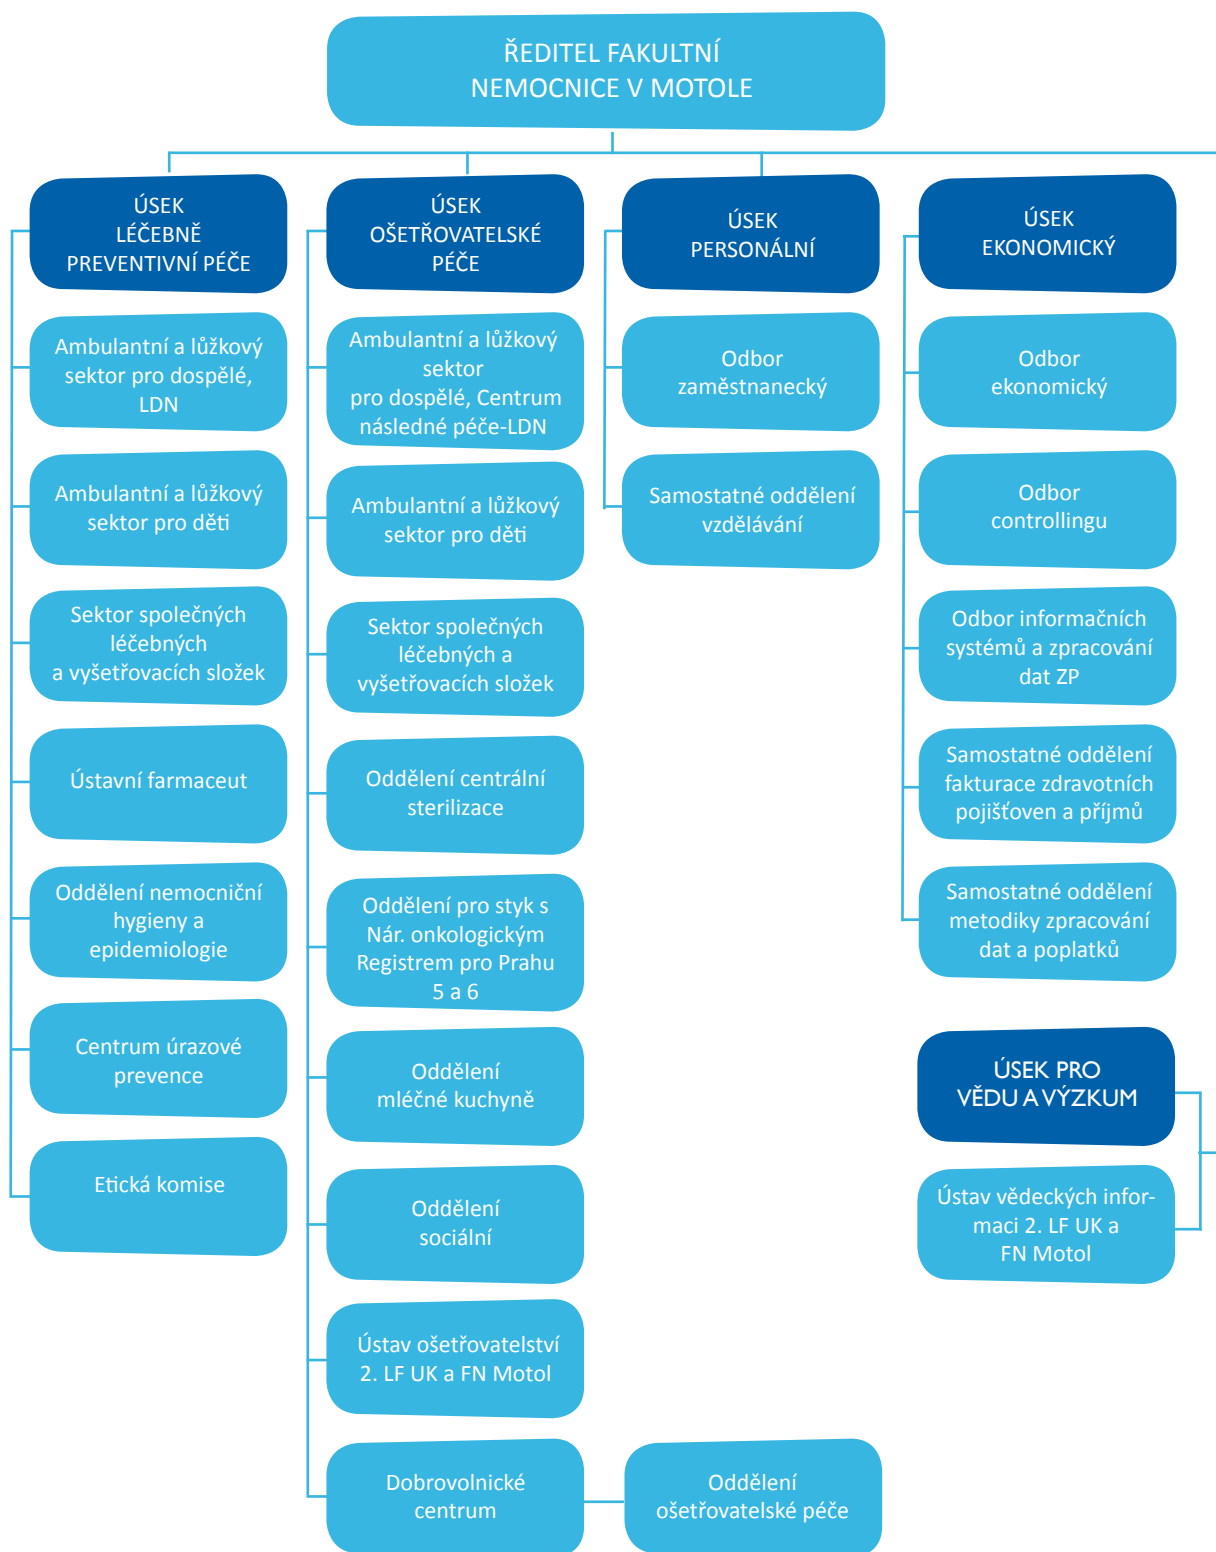 ŘEDITEL FAKULTNÍ
NEMOCNICE V MOTOLE
ÚSEK
LÉČEBNĚ
PREVENTIVNÍ PÉČE
Ambulantní a lůžkový
sektor pro dospělé,
LDN
Ambulantní a lůžkový
sektor pro děti
Sektor společných
léčebných
a vyšetřovacích složek
Ústavní farmaceut
Oddělení nemocniční
hygieny a
epidemiologie
Centrum úrazové
prevence
Etická komise
ÚSEK
OŠETŘOVATELSKÉ
PÉČE
Ambulantní a lůžkový
sektor
pro dospělé, Centrum
následné péče-LDN
Ambulantní a lůžkový
sektor pro děti
Sektor společných
léčebných a
vyšetřovacích složek
Oddělení centrální
sterilizace
Oddělení pro styk s
Nár. onkologickým
Registrem pro Prahu
5 a 6
Oddělení
mléčné kuchyně
Oddělení
sociální
Ústav ošetřovatelství
2. LF UK a FN Motol
Dobrovolnické
centrum
Oddělení
ošetřovatelské péče
ÚSEK
PERSONÁLNÍ
Odbor
zaměstnanecký
Samostatné oddělení
vzdělávání
ÚSEK
EKONOMICKÝ
Odbor
ekonomický
Odbor
controllingu
Odbor informačních
systémů a zpracování
dat ZP
Samostatné oddělení
fakturace zdravotních
pojišťoven a příjmů
Samostatné oddělení
metodiky zpracování
dat a poplatků
ÚSEK PRO
VĚDU A VÝZKUM
Ústav vědeckých infor-
maci 2. LF UK a
FN Motol